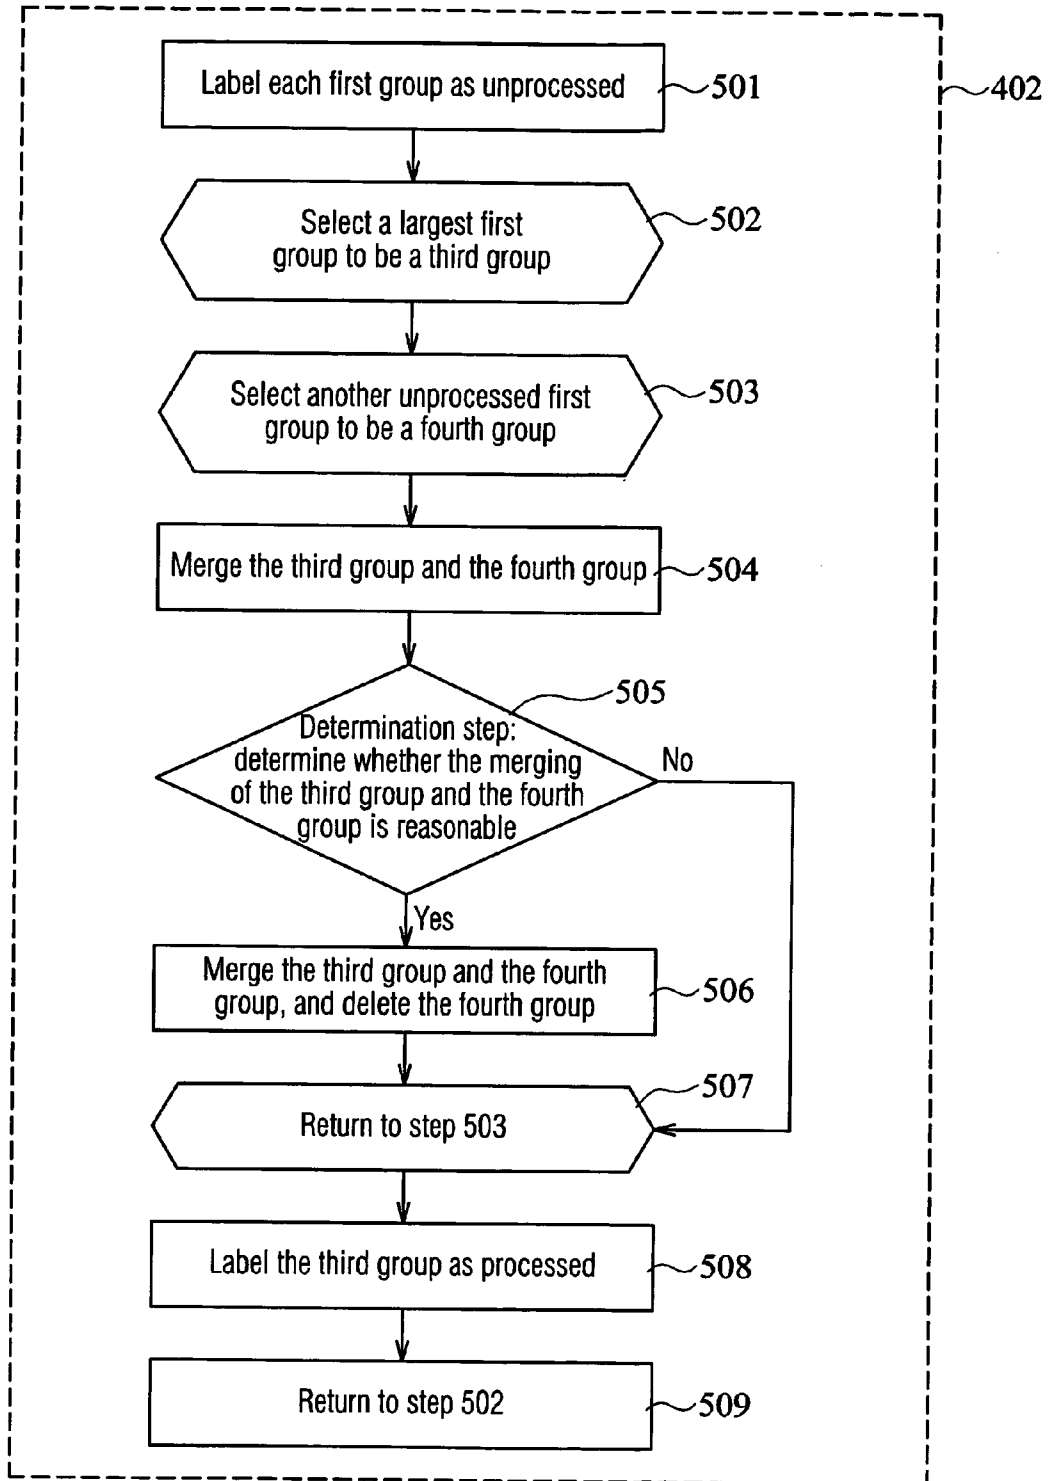 Label each first group as unprocessed
501
402
Select a largest first
group to be a third group
502
Select another unprocessed first
group to be a fourth group
503
Merge the third group and the fourth group
504
505
Determination step:
determine whether the merging
of the third group and the fourth
group is reasonable
No
Yes
Merge the third group and the fourth
group, and delete the fourth group
506
507
Return to step 503
Label the third group as processed
508
Return to step 502
509